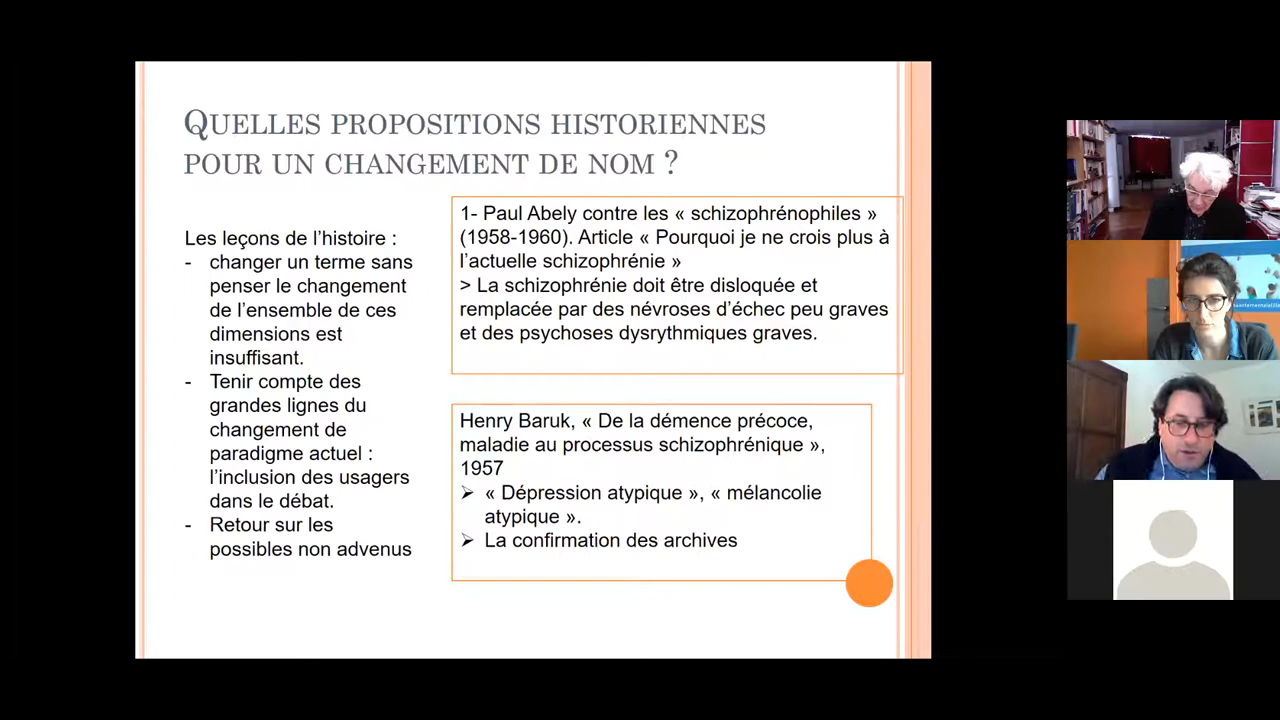 QUELLES PROPOSITIONS HISTORIENNES
POUR UN CHANGEMENT DE NOM ?
Les leçons de l’histoire :
- changer un terme sans
penser le changement
de l’ensemble de ces
dimensions est
insuffisant.
- Tenir compte des
grandes lignes du
changement de
paradigme actuel :
l’inclusion des usagers
dans le débat.
- Retour sur les
possibles non advenus
1- Paul Abely contre les « schizophrénophiles »
(1958-1960). Article « Pourquoi je ne crois plus à
l’actuelle schizophrénie »
> La schizophrénie doit être disloquée et
remplacée par des névroses d’échec peu graves
et des psychoses dysrythmiques graves.
Henry Baruk, « De la démence précoce,
maladie au processus schizophrénique »,
1957
➢ « Dépression atypique », « mélancolie
atypique ».
➢ La confirmation des archives